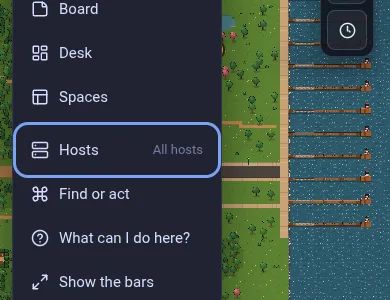 Board
Desk
Spaces
Hosts All hosts
Find or act
What can I do here?
Show the bars